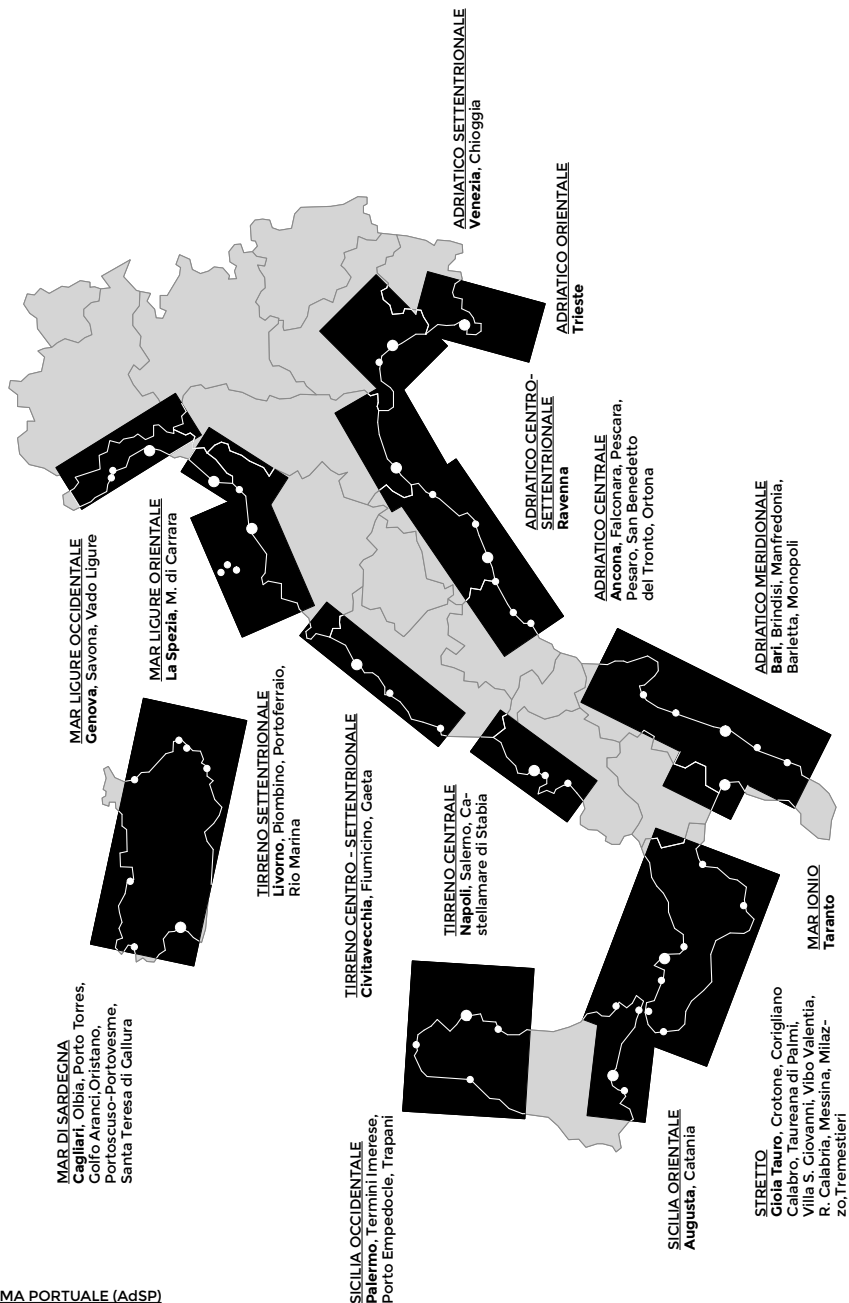 MA PORTUALE (AdSP)
MAR DI SARDEGNA
Cagliari, Olbia, Porto Torres,
Golfo Aranci,Oristano,
Portoscuso-Portovesme,
Santa Teresa di Gallura
MAR LIGURE OCCIDENTALE
Genova, Savona, Vado Ligure
MAR LIGURE ORIENTALE
La Spezia, M. di Carrara
TIRRENO SETTENTRIONALE
Livorno, Piombino, Portoferraio,
Rio Marina
TIRRENO CENTRO - SETTENTRIONALE
Civitavecchia, Fiumicino, Gaeta
TIRRENO CENTRALE
Napoli, Salerno, Ca-
stellamare di Stabia
SICILIA OCCIDENTALE
Palermo, Termini Imerese,
Porto Empedocle, Trapani
SICILIA ORIENTALE
Augusta, Catania
STRETTO
Gioia Tauro, Crotone, Corigliano
Calabro, Taureana di Palmi,
Villa S. Giovanni, Vibo Valentia,
R. Calabria, Messina, Milaz-
zo,Tremestieri
MAR IONIO
Taranto
ADRIATICO MERIDIONALE
Bari, Brindisi, Manfredonia,
Barletta, Monopoli
ADRIATICO CENTRALE
Ancona, Falconara, Pescara,
Pesaro, San Benedetto
del Tronto, Ortona
ADRIATICO CENTRO-
SETTENTRIONALE
Ravenna
ADRIATICO ORIENTALE
Trieste
ADRIATICO SETTENTRIONALE
Venezia, Chioggia